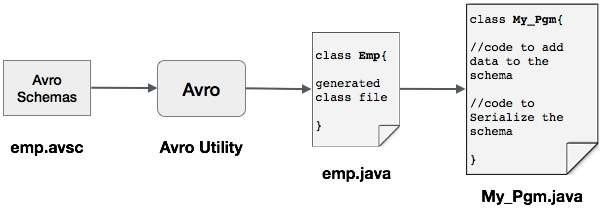 Avro
Schemas
emp.avsc
Avro
Avro Utility
class Emp{
generated
class file
}
emp.java
class My_Pgm{
//code to add
data to the
schema
//code to
Serialize the
schema
}
My_Pgm.java